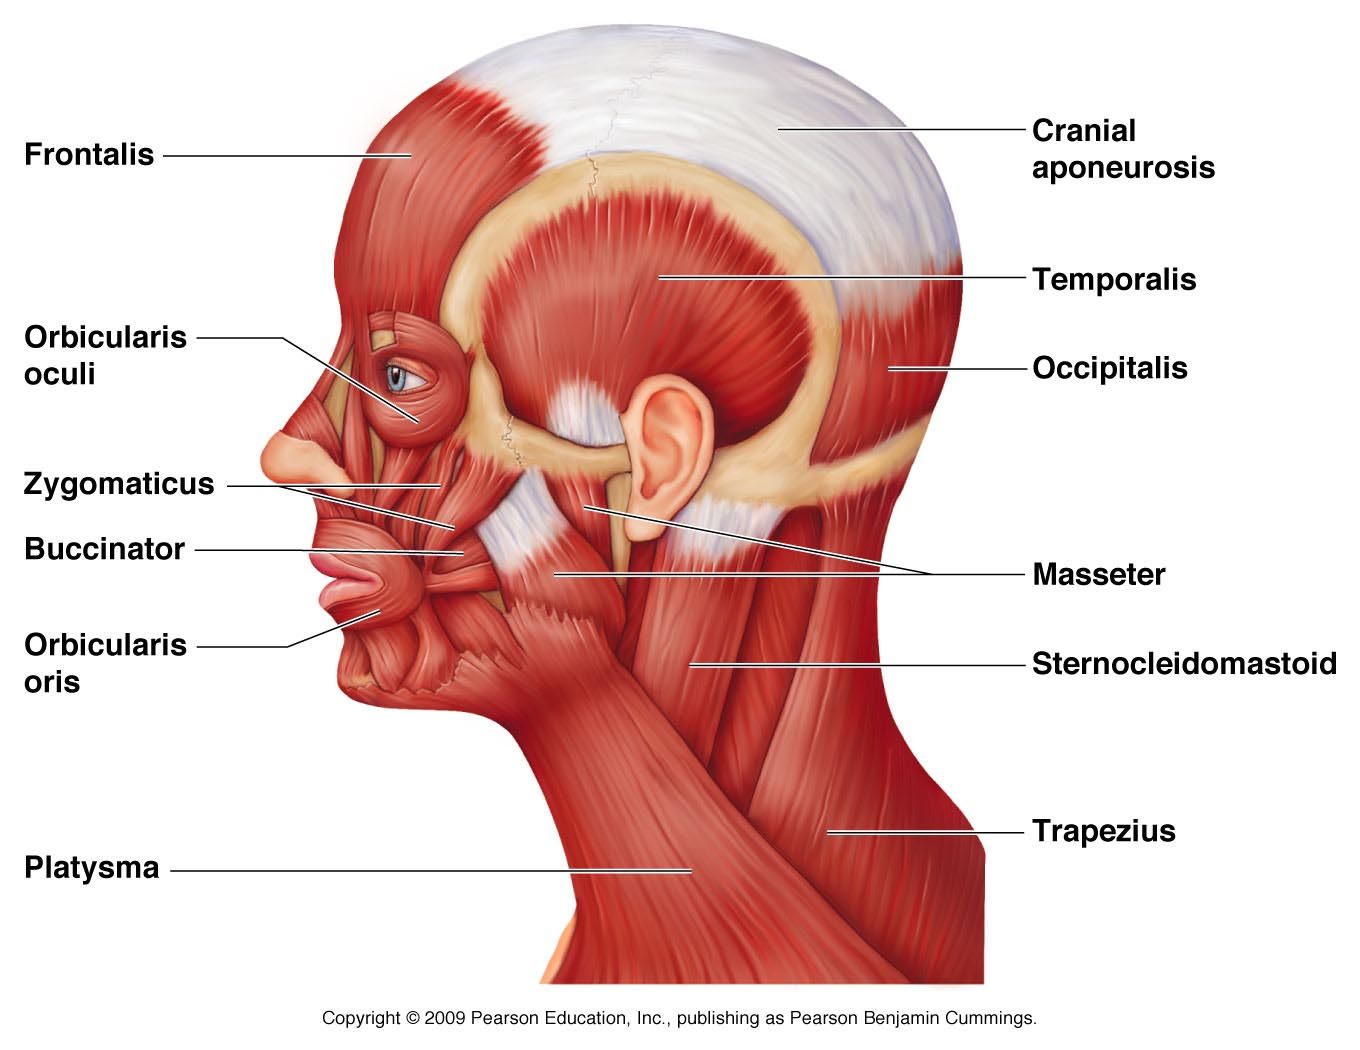 Frontalis
Orbicularis
oculi
Zygomaticus
Buccinator
Orbicularis
oris
Platysma
Cranial
aponeurosis
Temporalis
Occipitalis
Masseter
Sternocleidomastoid
Trapezius
Copyright © 2009 Pearson Education, Inc., publishing as Pearson Benjamin Cummings.